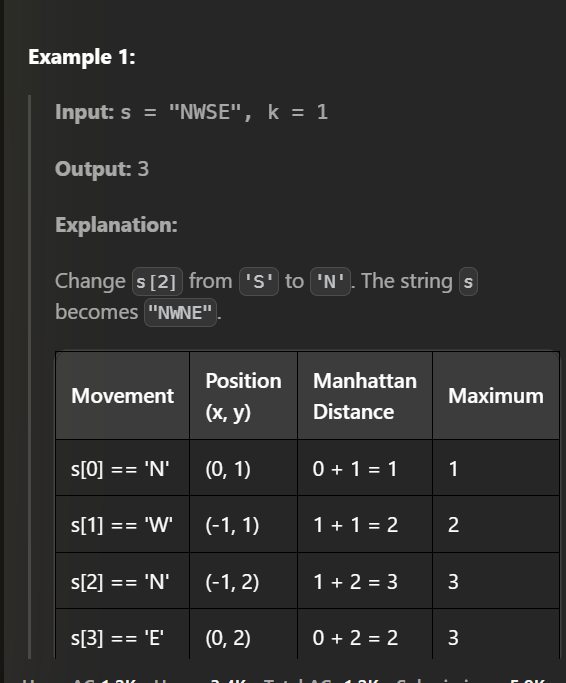 Example 1:
Input: s = "NWSE", k = 1
Output: 3
Explanation:
Change s[2] from 'S' to 'N'. The string s
becomes "NWNE".
Movement Position (x, y) Manhattan Distance Maximum
s[0] == 'N' (0, 1) 0 + 1 = 1 1
s[1] == 'W' (-1, 1) 1 + 1 = 2 2
s[2] == 'N' (-1, 2) 1 + 2 = 3 3
s[3] == 'E' (0, 2) 0 + 2 = 2 3